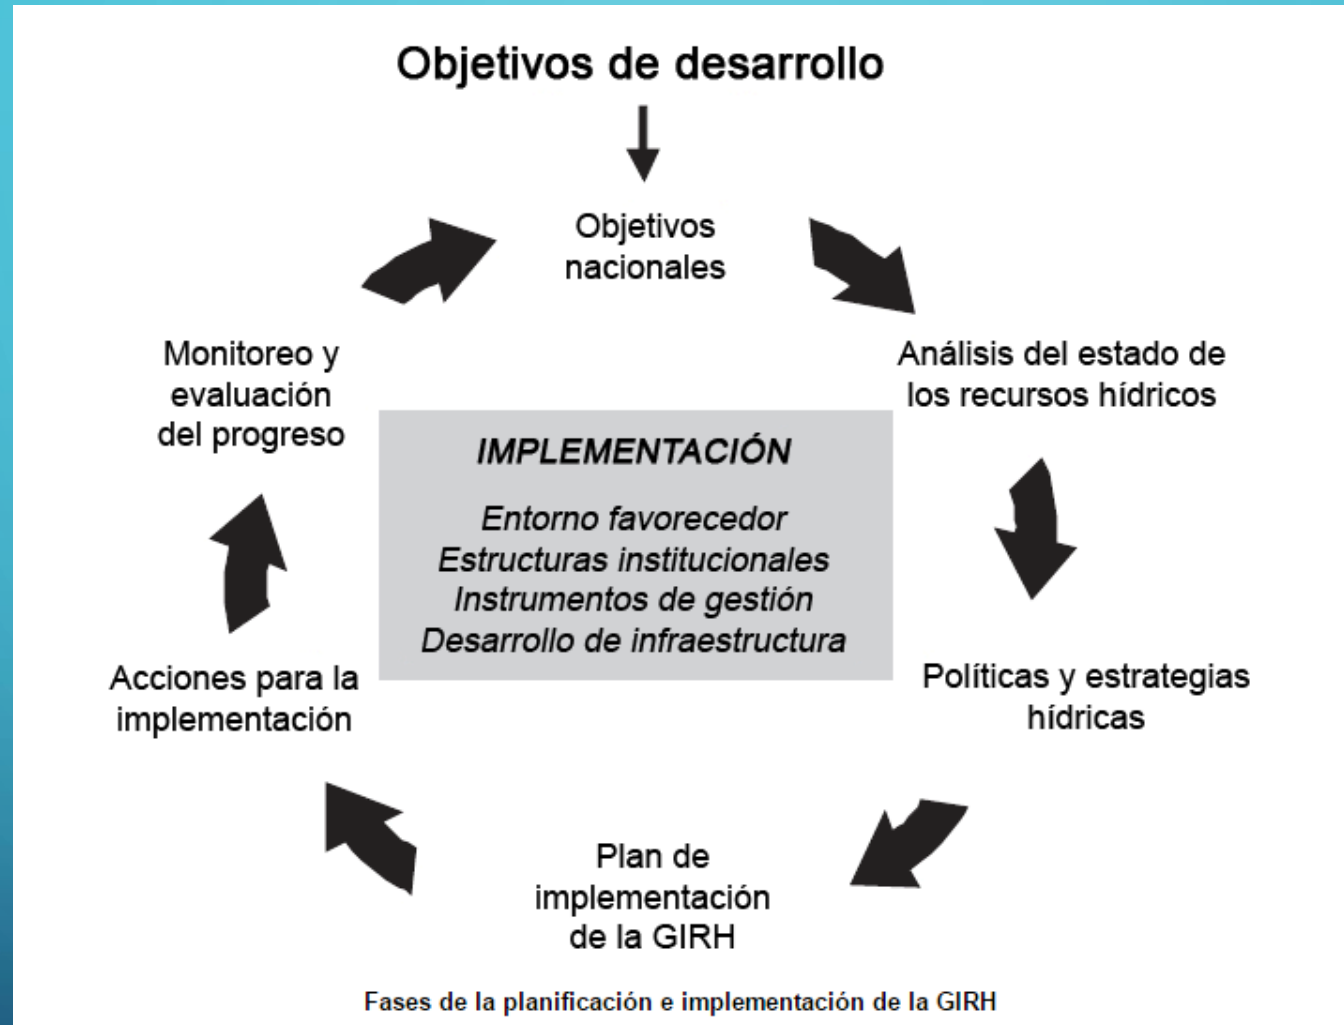 Objetivos de desarrollo
Objetivos
nacionales
Análisis del estado de
los recursos hídricos
Políticas y estrategias
hídricas
Plan de
implementación
de la GIRH
Acciones para la
implementación
Monitoreo y
evaluación
del progreso
IMPLEMENTACIÓN
Entorno favorecedor
Estructuras institucionales
Instrumentos de gestión
Desarrollo de infraestructura
Fases de la planificación e implementación de la GIRH